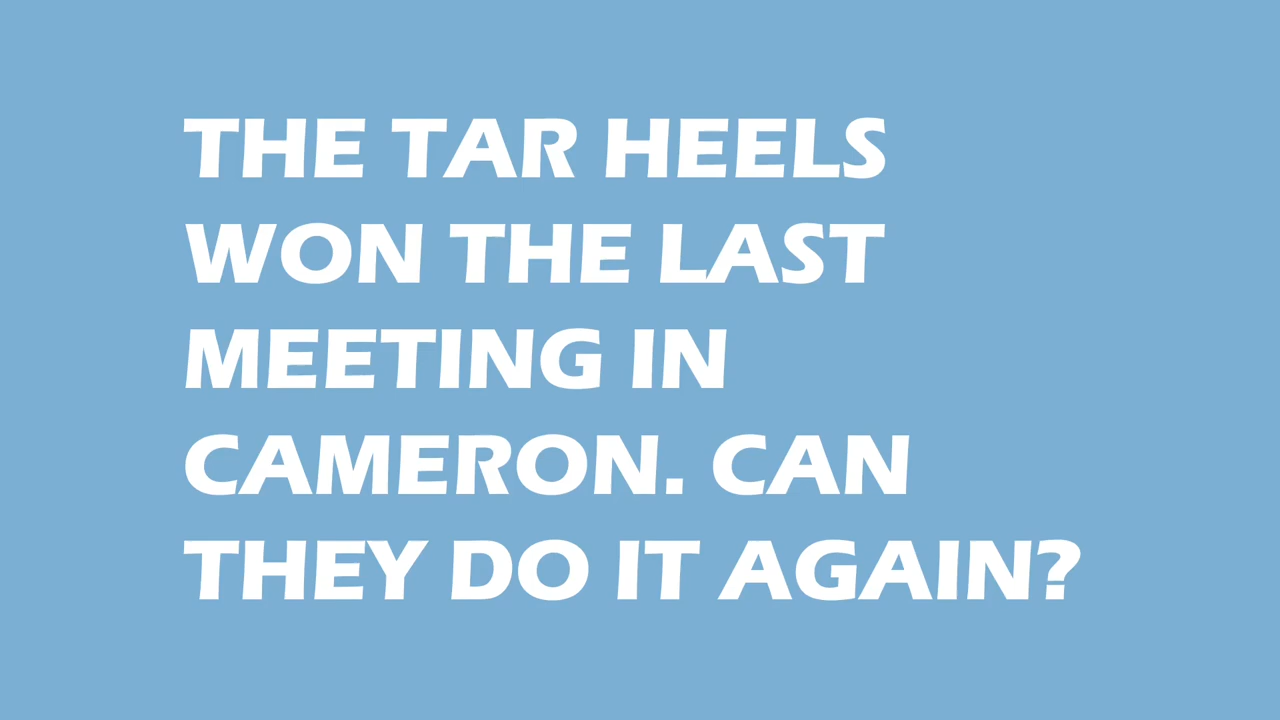 THE TAR HEELS
WON THE LAST
MEETING IN
CAMERON. CAN
THEY DO IT AGAIN?